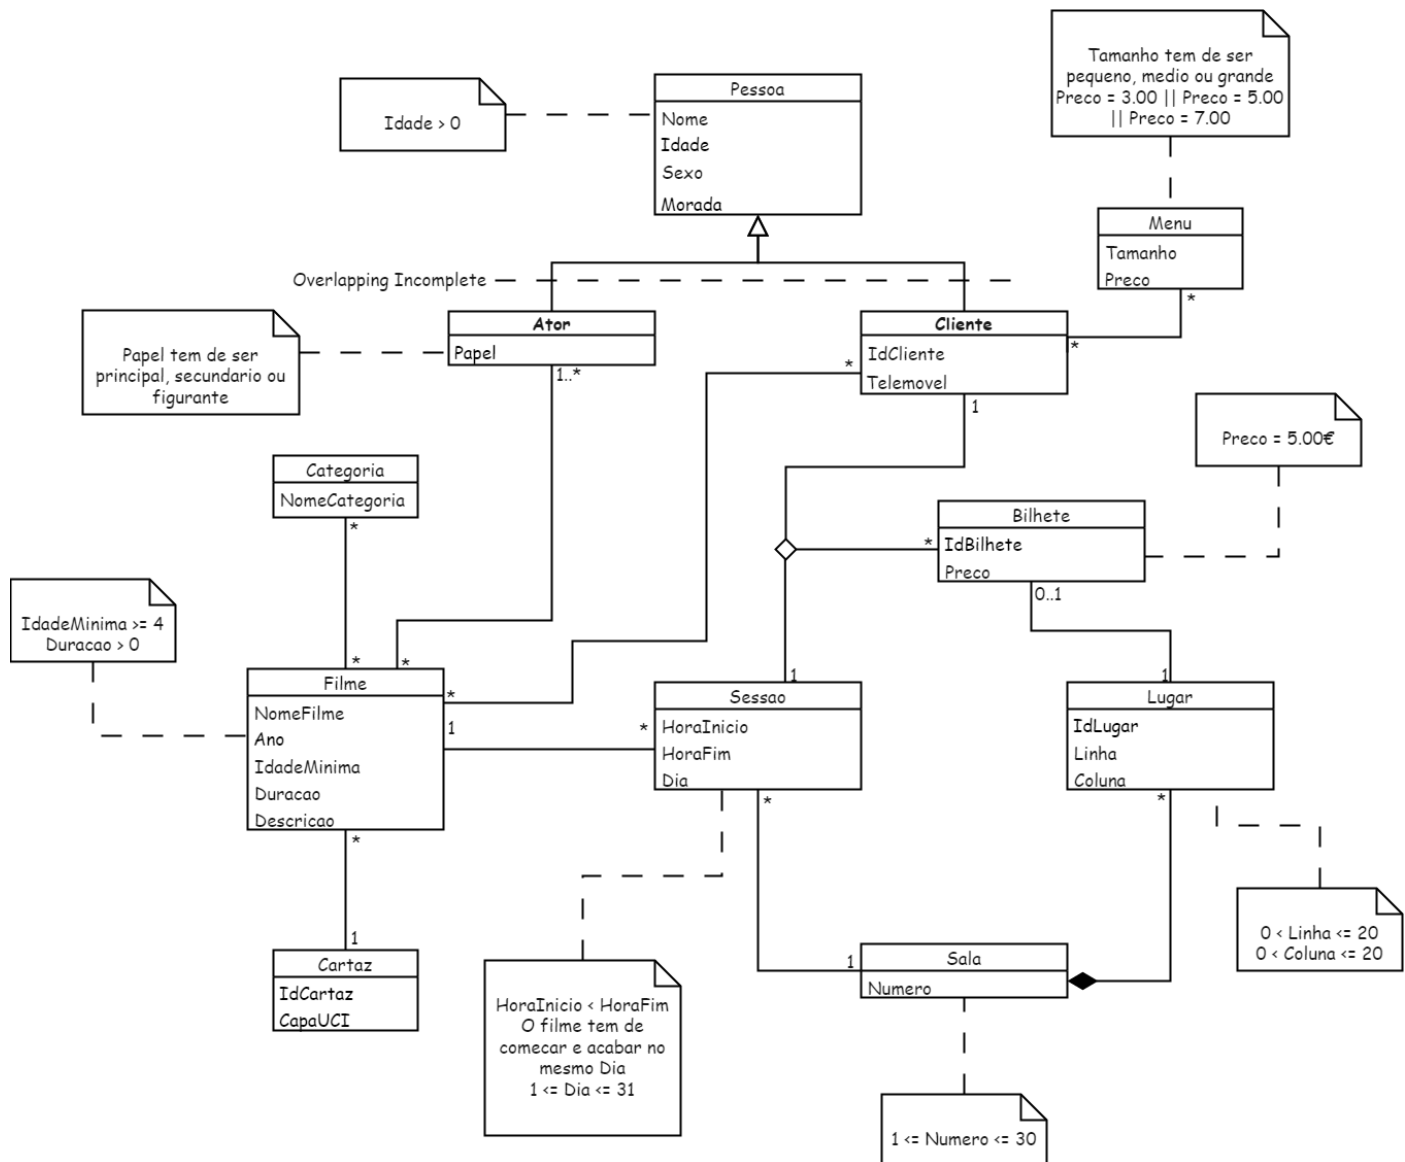 Tamanho tem de ser
pequeno, medio ou grande
Preco = 3.00 || Preco = 5.00
|| Preco = 7.00
Idade > 0
Pessoa
Nome
Idade
Sexo
Morada
Menu
Tamanho
Preco
*
Overlapping Incomplete
Papel tem de ser
principal, secundario ou
figurante
Ator
Papel
1..*
Cliente
IdCliente
Telemovel
*
*
1
Preco = 5.00€
Categoria
NomeCategoria
*
Bilhete
IdBilhete
Preco
*
0..1
IdadeMinima >= 4
Duracao > 0
*
*
Filme
NomeFilme
Ano
IdadeMinima
Duracao
Descricao
*
1
*
*
1
Sessao
HoraInicio
HoraFim
Dia
*
1
Lugar
IdLugar
Linha
Coluna
*
0 < Linha <= 20
0 < Coluna <= 20
1
Cartaz
IdCartaz
CapaUCI
HoraInicio < HoraFim
O filme tem de
comecar e acabar no
mesmo Dia
1 <= Dia <= 31
1
Sala
Numero
1 <= Numero <= 30